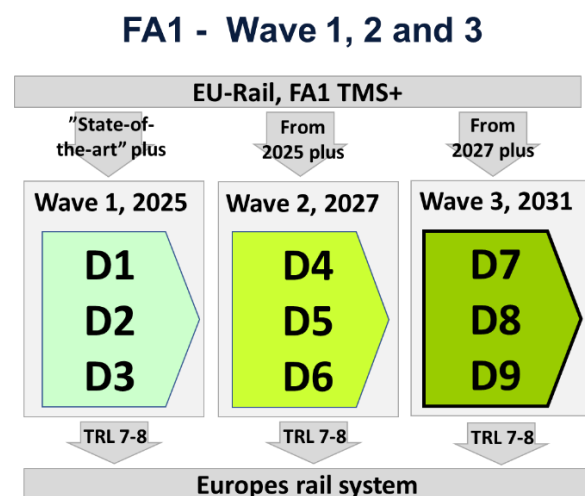 FA1 - Wave 1, 2 and 3
EU-Rail, FA1 TMS+
”State-of-
the-art” plus
From
2025 plus
From
2027 plus
Wave 1, 2025
Wave 2, 2027
Wave 3, 2031
D1
D2
D3
D4
D5
D6
D7
D8
D9
TRL 7-8
TRL 7-8
TRL 7-8
Europes rail system